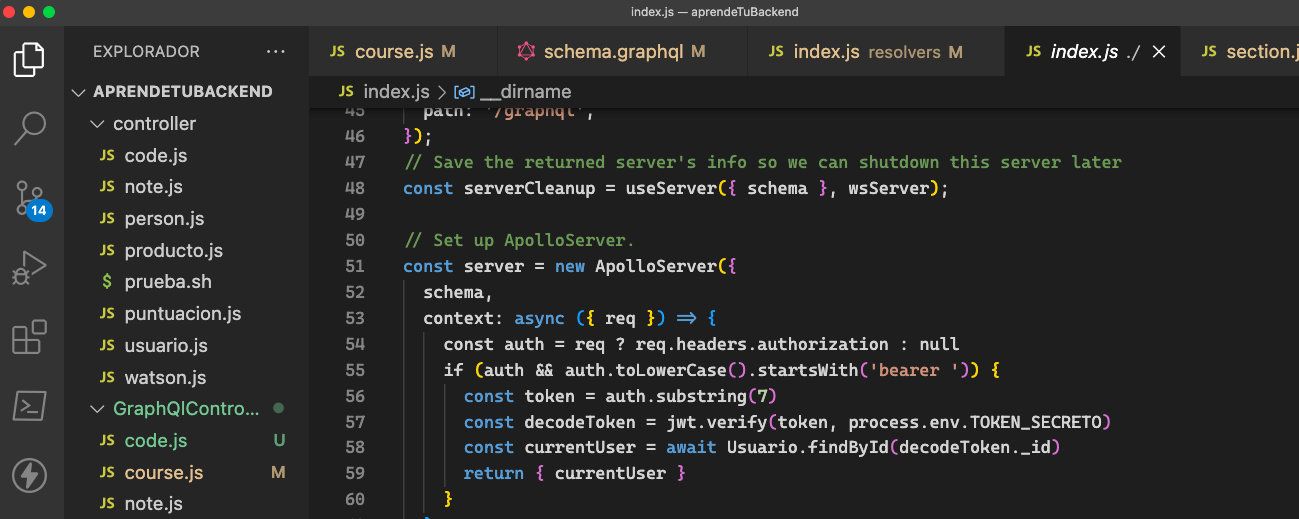 index.js — aprendeTuBackend
EXPLORADOR ···
JS course.js M
schema.graphql M
JS index.js resolvers M
JS index.js ./
JS section.j
APRENDETUBACKEND
controller
JS code.js
JS note.js
JS person.js
JS producto.js
$ prueba.sh
JS puntuacion.js
JS usuario.js
JS watson.js
GraphQlContro...
JS code.js U
JS course.js M
JS note.js
14
JS index.js > __dirname
45 path: '/graphql',
46 });
47 // Save the returned server's info so we can shutdown this server later
48 const serverCleanup = useServer({ schema }, wsServer);
49
50 // Set up ApolloServer.
51 const server = new ApolloServer({
52 schema,
53 context: async ({ req }) => {
54 const auth = req ? req.headers.authorization : null
55 if (auth && auth.toLowerCase().startsWith('bearer ')) {
56 const token = auth.substring(7)
57 const decodeToken = jwt.verify(token, process.env.TOKEN_SECRETO)
58 const currentUser = await Usuario.findById(decodeToken._id)
59 return { currentUser }
60 }